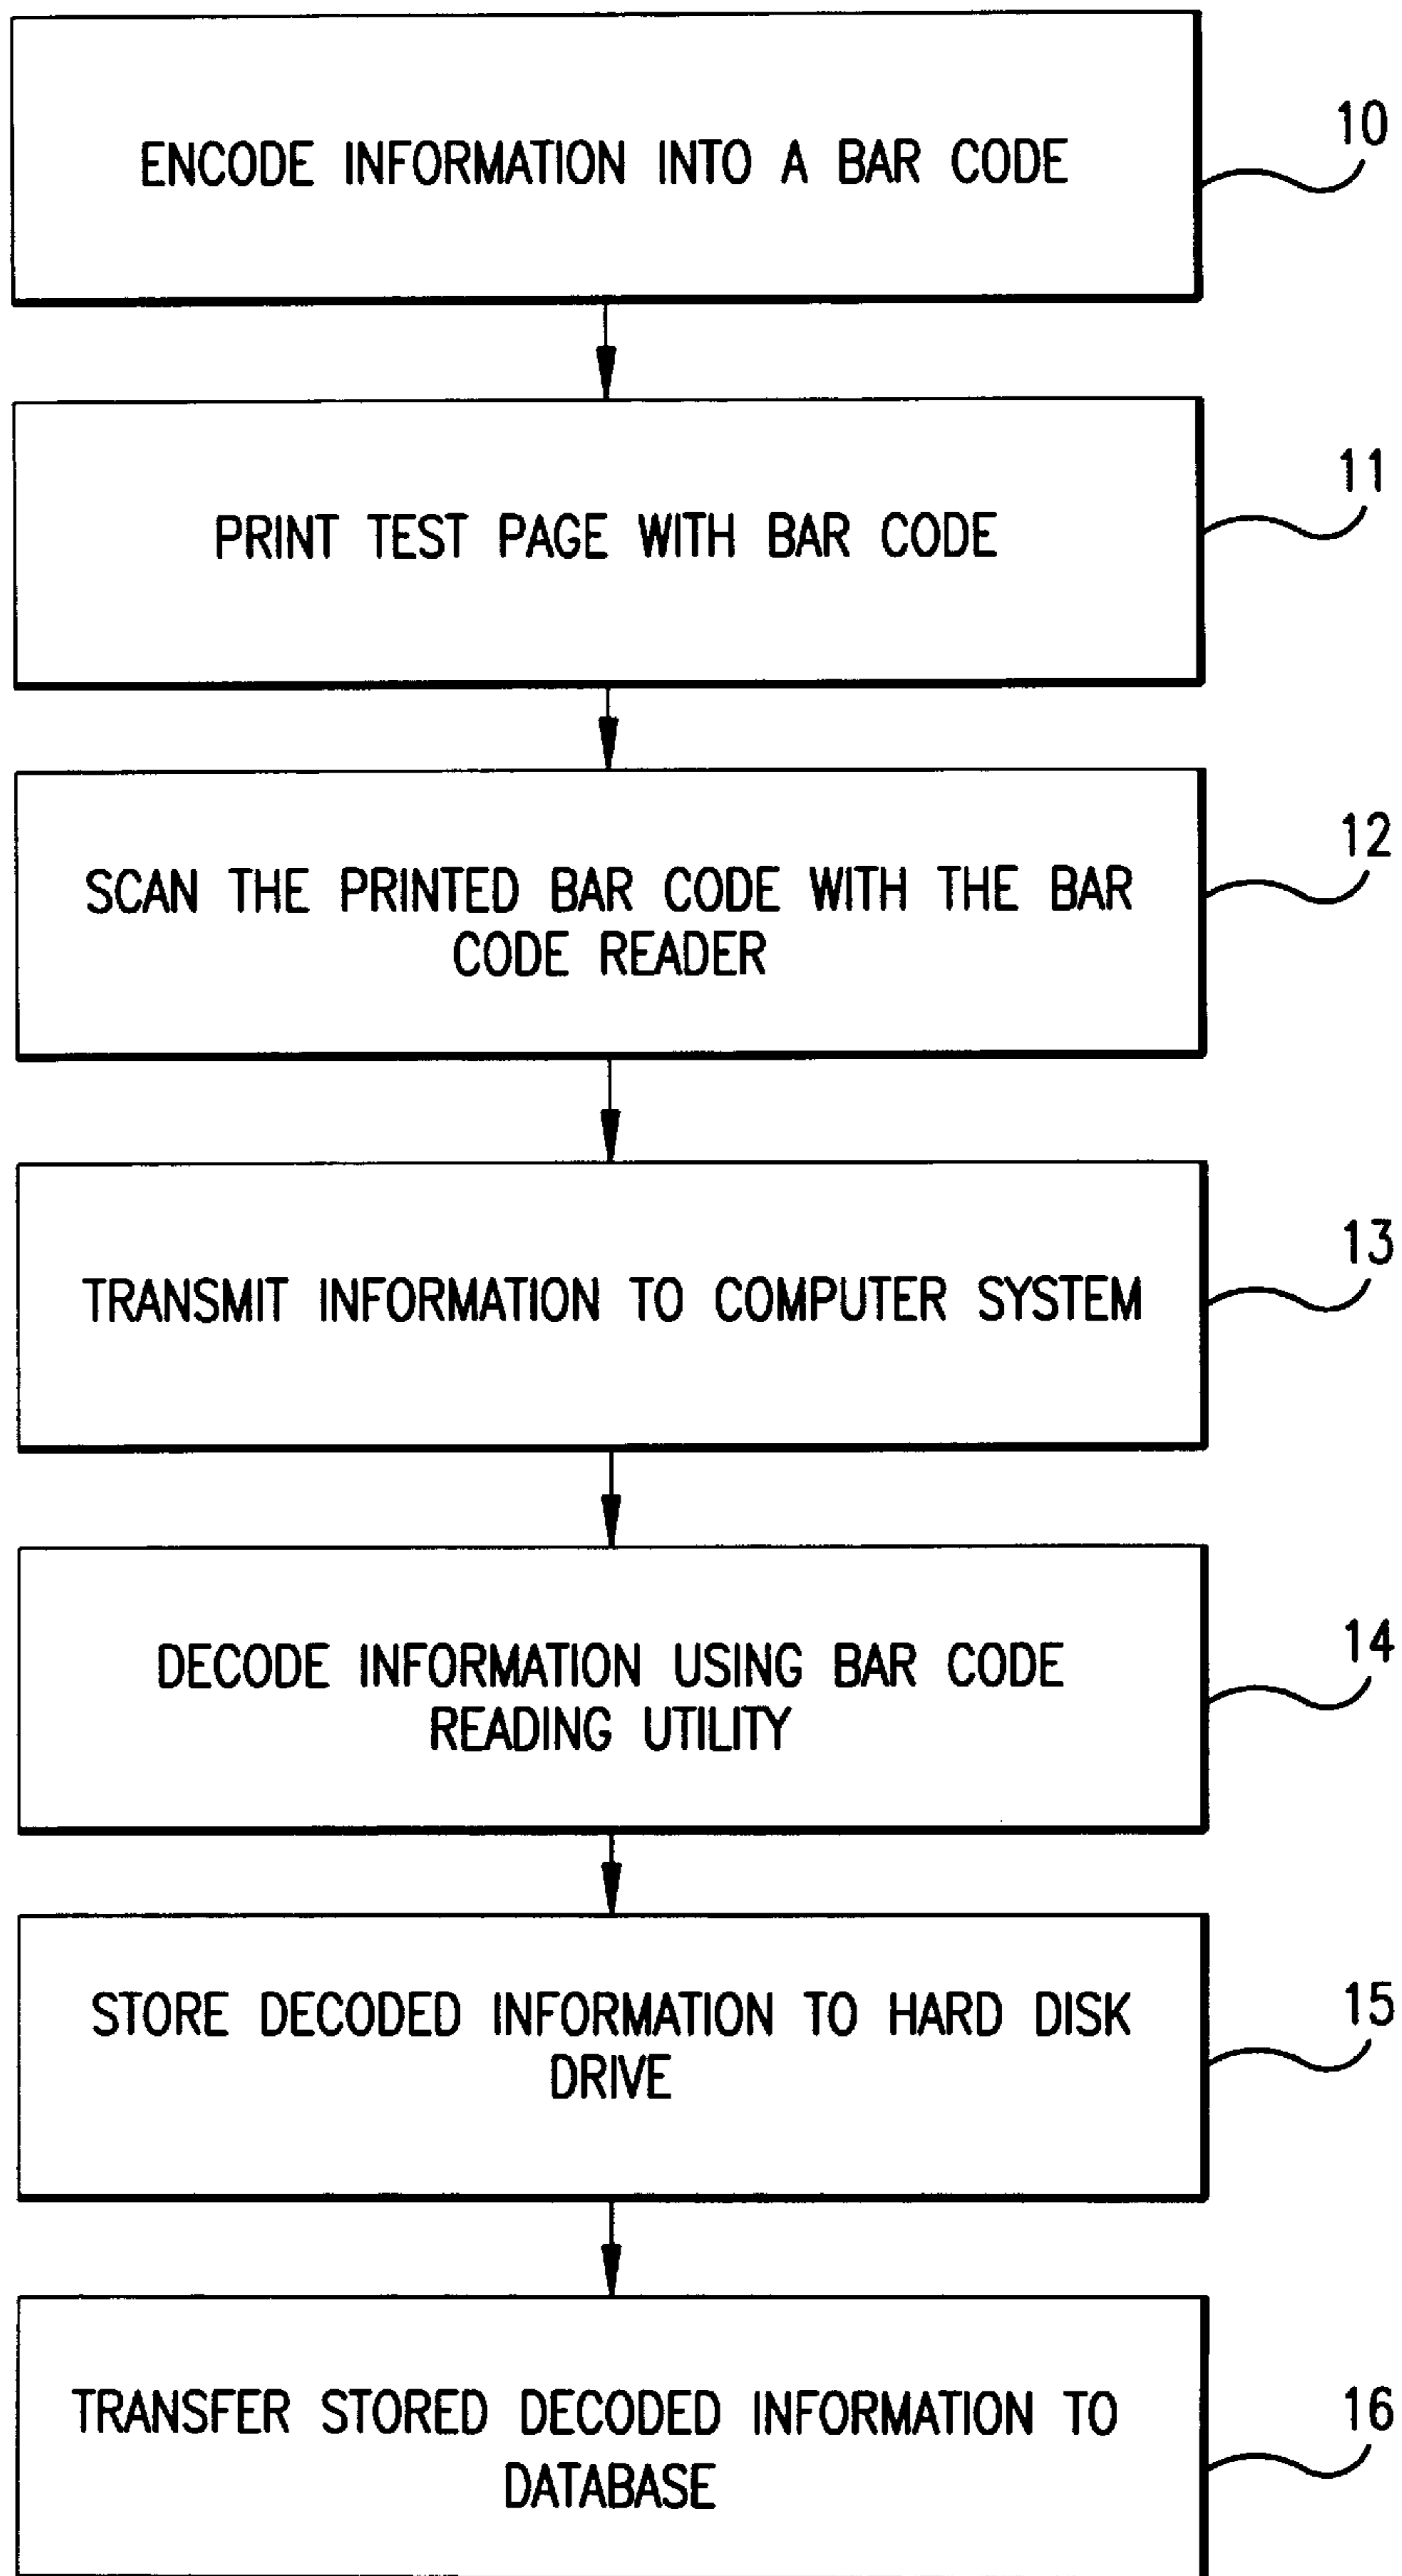 ENCODE INFORMATION INTO A BAR CODE
10
PRINT TEST PAGE WITH BAR CODE
11
SCAN THE PRINTED BAR CODE WITH THE BAR
CODE READER
12
TRANSMIT INFORMATION TO COMPUTER SYSTEM
13
DECODE INFORMATION USING BAR CODE
READING UTILITY
14
STORE DECODED INFORMATION TO HARD DISK
DRIVE
15
TRANSFER STORED DECODED INFORMATION TO
DATABASE
16